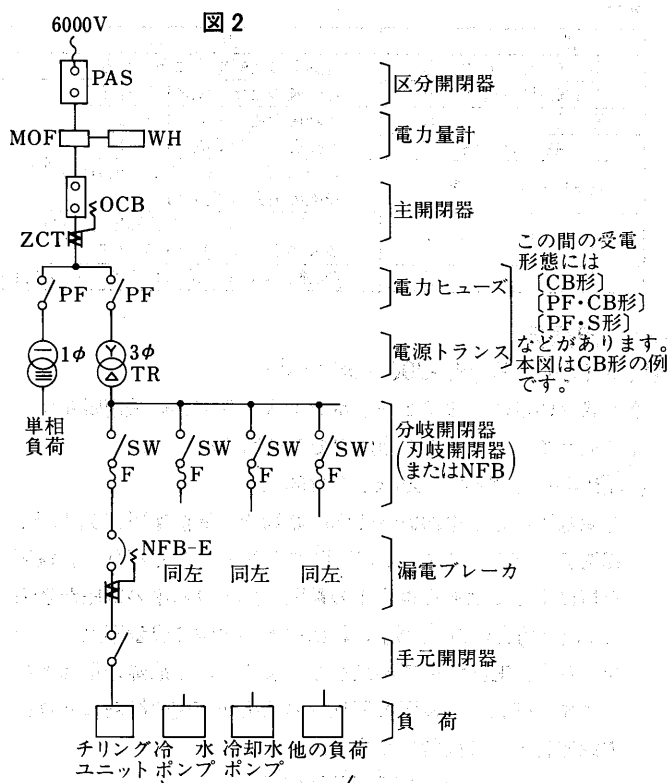 6000V
図2
PAS
区分開閉器
MOF
WH
電力量計
OCB
主開閉器
ZCT
この間の受電
形態には
〔CB形〕
〔PF・CB形〕
〔PF・S形〕
などがあります。
本図はCB形の例
です。
PF
PF
電力ヒューズ
1φ
3φ
TR
電源トランス
単相
負荷
SW
SW
SW
SW
F
F
F
F
分岐開閉器
(刃岐開閉器
またはNFB)
NFB-E
同左
同左
同左
漏電ブレーカ
手元開閉器
負 荷
チリング
ユニット
冷 水
ポンプ
冷却水
ポンプ
他の負荷